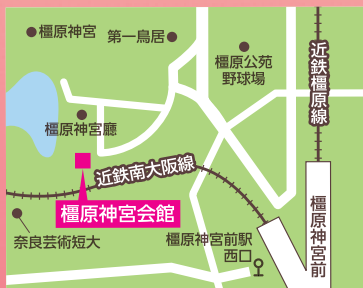 橿原神宮
第一鳥居
橿原公苑
野球場
近鉄橿原線
橿原神宮廳
近鉄南大阪線
橿原神宮会館
橿原神宮前
奈良芸術短大
橿原神宮前駅
西口